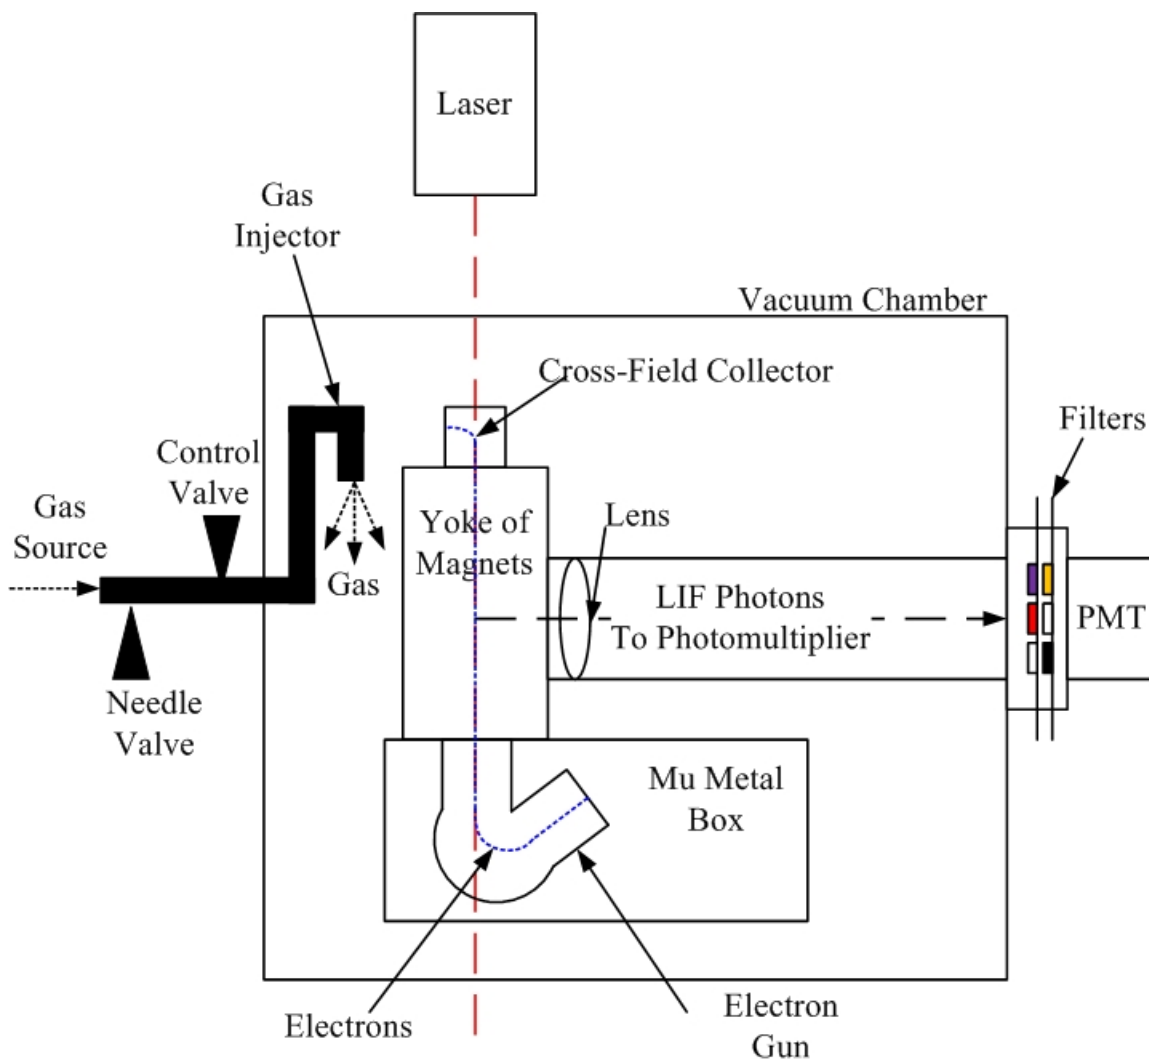 Laser
Gas
Injector
Vacuum Chamber
Cross-Field Collector
Filters
Control
Valve
Gas
Source
Yoke of
Magnets
Lens
Gas
LIF Photons
To Photomultiplier
PMT
Needle
Valve
Mu Metal
Box
Electrons
Electron
Gun